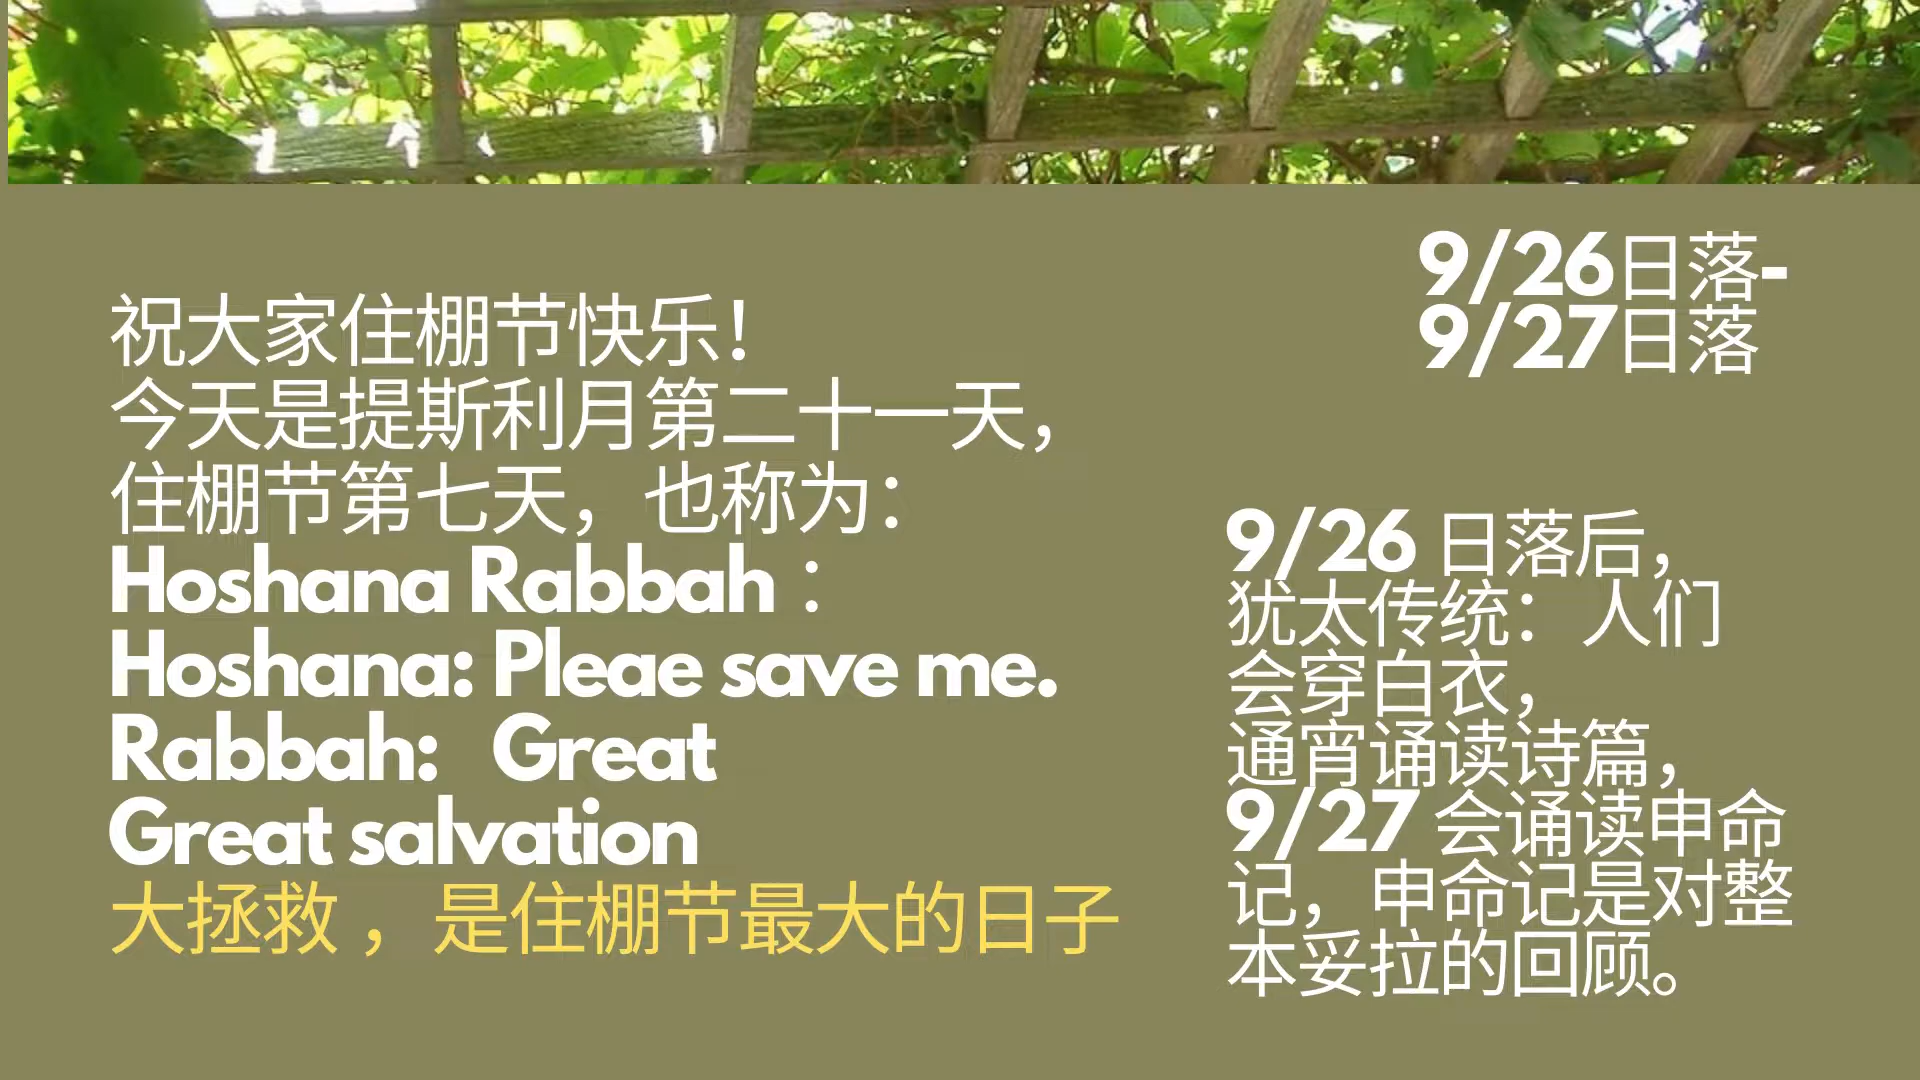 祝大家住棚节快乐！
今天是提斯利月第二十一天，
住棚节第七天，也称为：
Hoshana Rabbah：
Hoshana: Pleae save me.
Rabbah: Great
Great salvation
大拯救，是住棚节最大的日子
9/26日落-
9/27日落
9/26 日落后，
犹太传统：人们
会穿白衣，
通宵诵读诗篇，
9/27 会诵读申命
记，申命记是对整
本妥拉的回顾。